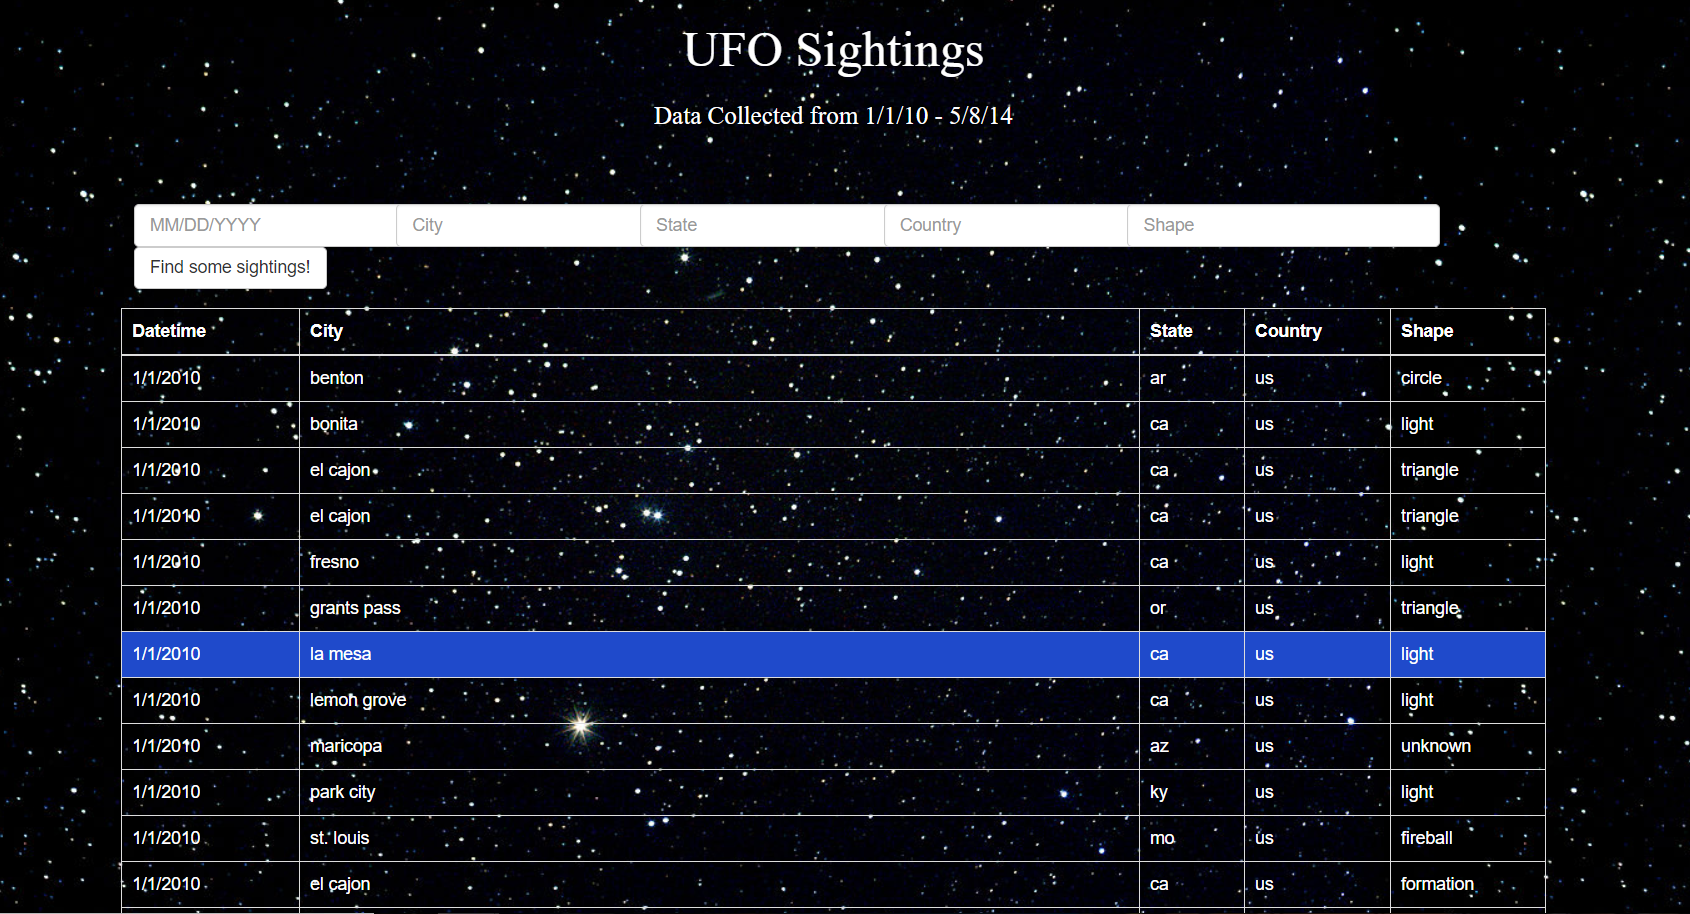 UFO Sightings
Data Collected from 1/1/10 - 5/8/14
MM/DD/YYYY City State Country Shape
Find some sightings!
Datetime City State Country Shape
1/1/2010 benton ar us circle
1/1/2010 bonita ca us light
1/1/2010 el cajon ca us triangle
1/1/2010 el cajon ca us triangle
1/1/2010 fresno ca us light
1/1/2010 grants pass or us triangle
1/1/2010 la mesa ca us light
1/1/2010 lemon grove ca us light
1/1/2010 maricopa az us unknown
1/1/2010 park city ky us light
1/1/2010 st. louis mo us fireball
1/1/2010 el cajon ca us formation